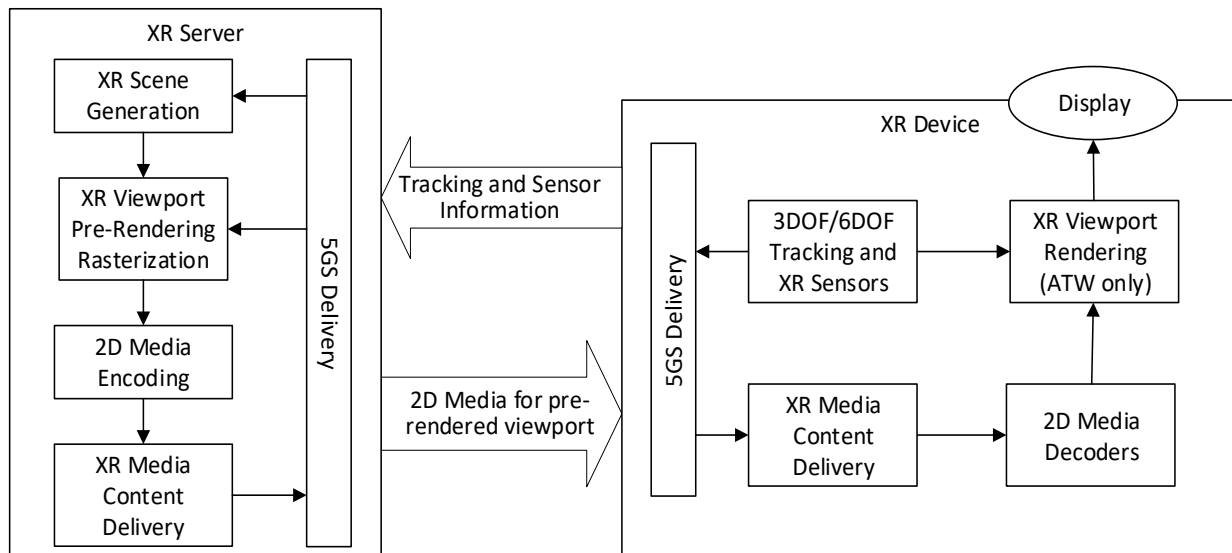 XR Server
XR Scene
Generation
XR Viewport
Pre-Rendering
Rasterization
2D Media
Encoding
XR Media
Content
Delivery
5GS Delivery
Tracking and Sensor
Information
2D Media for pre-
rendered viewport
XR Device
Display
5GS Delivery
3DOF/6DOF
Tracking and
XR Sensors
XR Viewport
Rendering
(ATW only)
XR Media
Content
Delivery
2D Media
Decoders